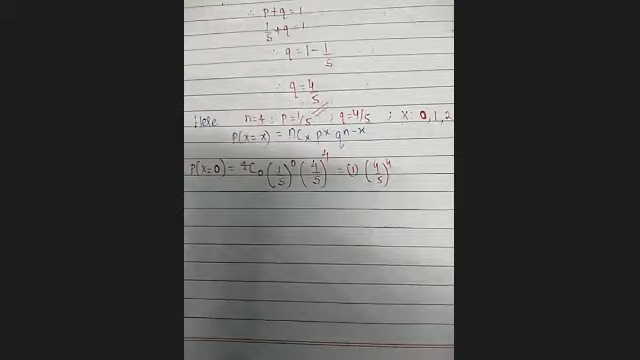 ∴ p+q=1
1/5+q=1
∴ q=1-1/5
∴ q=4/5
Here n=4 ; p=1/5 ; q=4/5 ; X: 0,1,2
P(X=x) = nCx p^x q^n-x
P(X=0) = 4C0 (1/5)^0 (4/5)^4 = (1) (4/5)^4